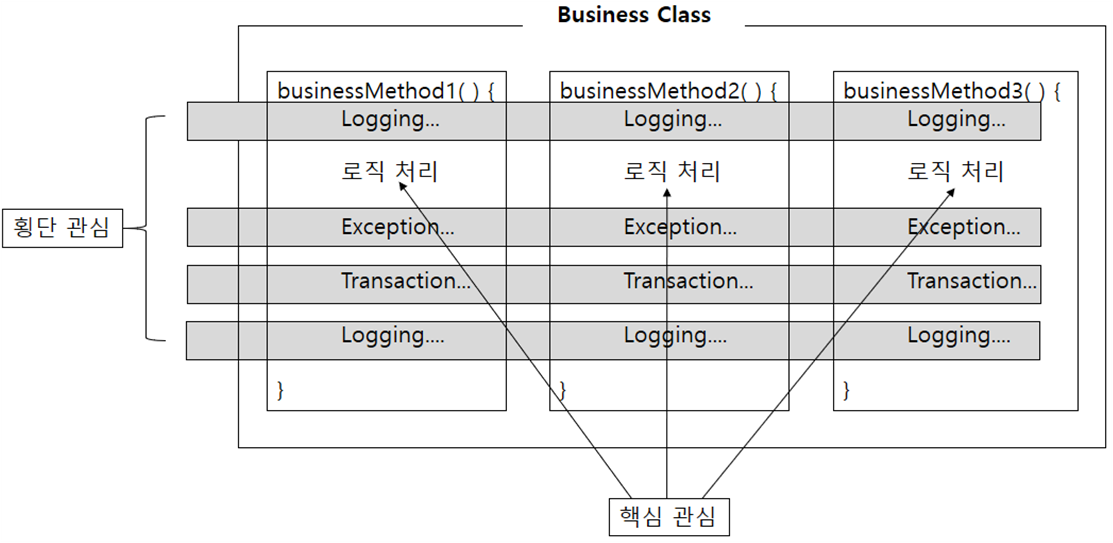 Business Class
businessMethod1( ) {
businessMethod2( ) {
businessMethod3( ) {
Logging...
Logging...
Logging...
로직 처리
로직 처리
로직 처리
횡단 관심
Exception...
Exception...
Exception...
Transaction...
Transaction...
Transaction...
Logging....
Logging....
Logging....
}
}
}
핵심 관심